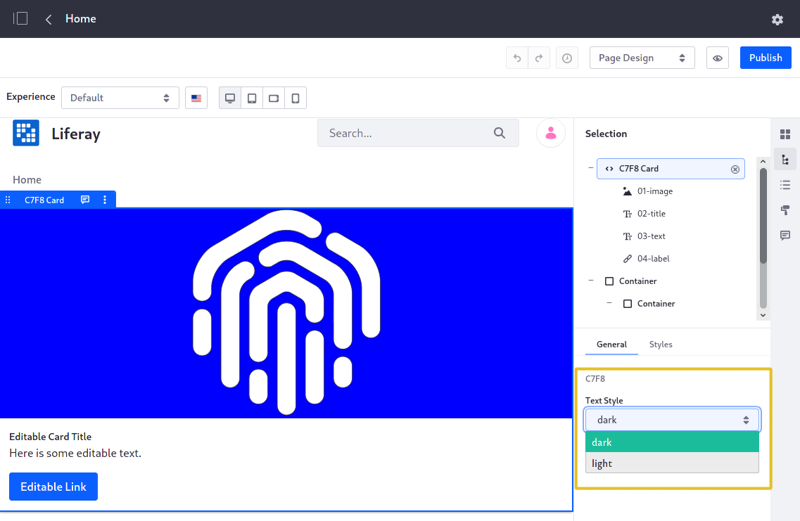 Home
Page Design
Publish
Experience
Default
Liferay
Search...
Selection
C7F8 Card
01-image
02-title
03-text
04-label
Container
Container
Home
C7F8 Card
General
Styles
C7F8
Text Style
dark
dark
light
Editable Card Title
Here is some editable text.
Editable Link